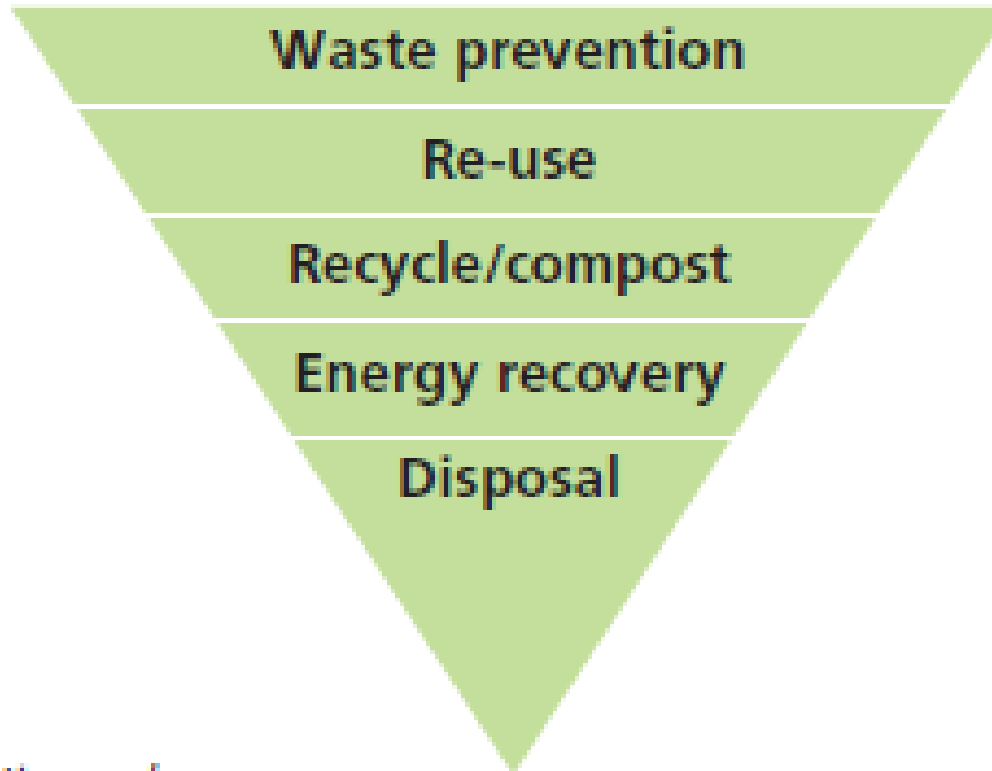 Waste prevention
Re-use
Recycle/compost
Energy recovery
Disposal